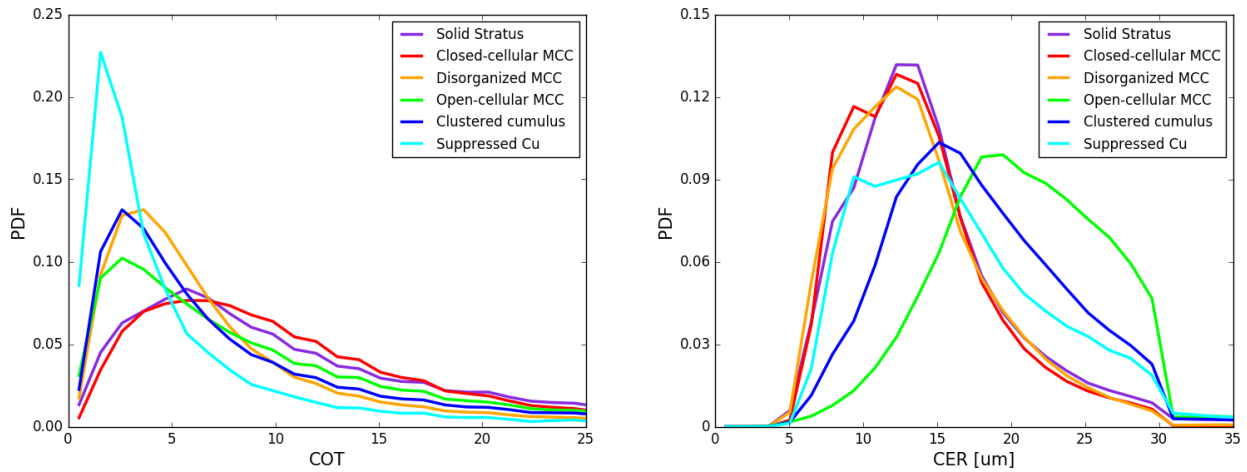 0.25
0.20
0.15
0.10
0.05
0.00
PDF
0
5
10
15
20
25
COT
Solid Stratus
Closed-cellular MCC
Disorganized MCC
Open-cellular MCC
Clustered cumulus
Suppressed Cu
0.15
0.12
0.09
0.06
0.03
0
PDF
0
5
10
15
20
25
30
35
CER [um]
Solid Stratus
Closed-cellular MCC
Disorganized MCC
Open-cellular MCC
Clustered cumulus
Suppressed Cu